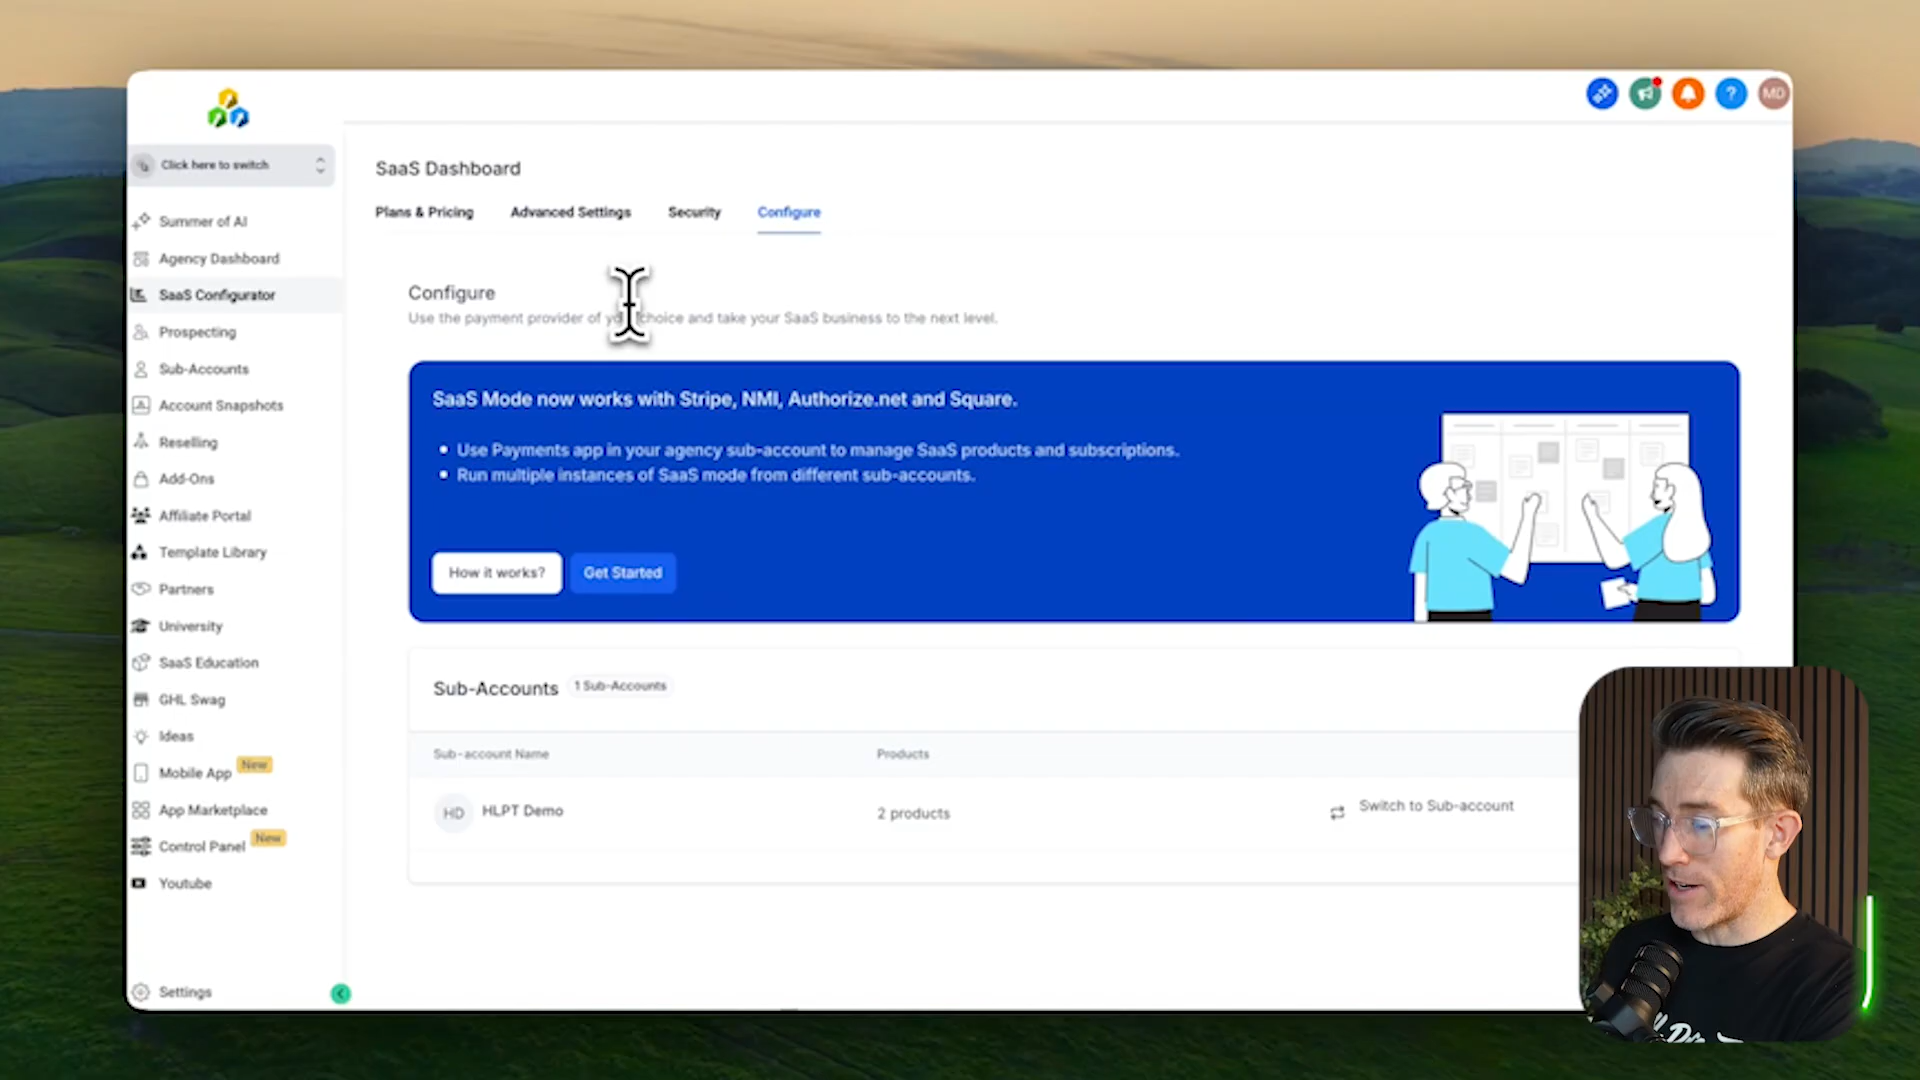 MD
Click here to switch
Summer of AI
Agency Dashboard
SaaS Configurator
Prospecting
Sub-Accounts
Account Snapshots
Reselling
Add-Ons
Affiliate Portal
Template Library
Partners
University
SaaS Education
GHL Swag
Ideas
Mobile App New
App Marketplace
Control Panel New
Youtube
Settings
SaaS Dashboard
Plans & Pricing Advanced Settings Security Configure
Configure
Use the payment provider of your choice and take your SaaS business to the next level.
SaaS Mode now works with Stripe, NMI, Authorize.net and Square.
• Use Payments app in your agency sub-account to manage SaaS products and subscriptions.
• Run multiple instances of SaaS mode from different sub-accounts.
How it works? Get Started
Sub-Accounts 1 Sub-Accounts
Sub-account Name Products
HD HLPT Demo 2 products Switch to Sub-account